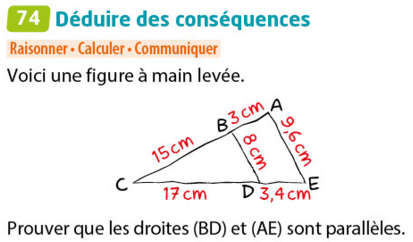 74 Déduire des conséquences
Raisonner • Calculer • Communiquer
Voici une figure à main levée.
A
3 cm
B
9,6 cm
8 cm
15 cm
C
17 cm
D
3,4 cm
E
Prouver que les droites (BD) et (AE) sont parallèles.